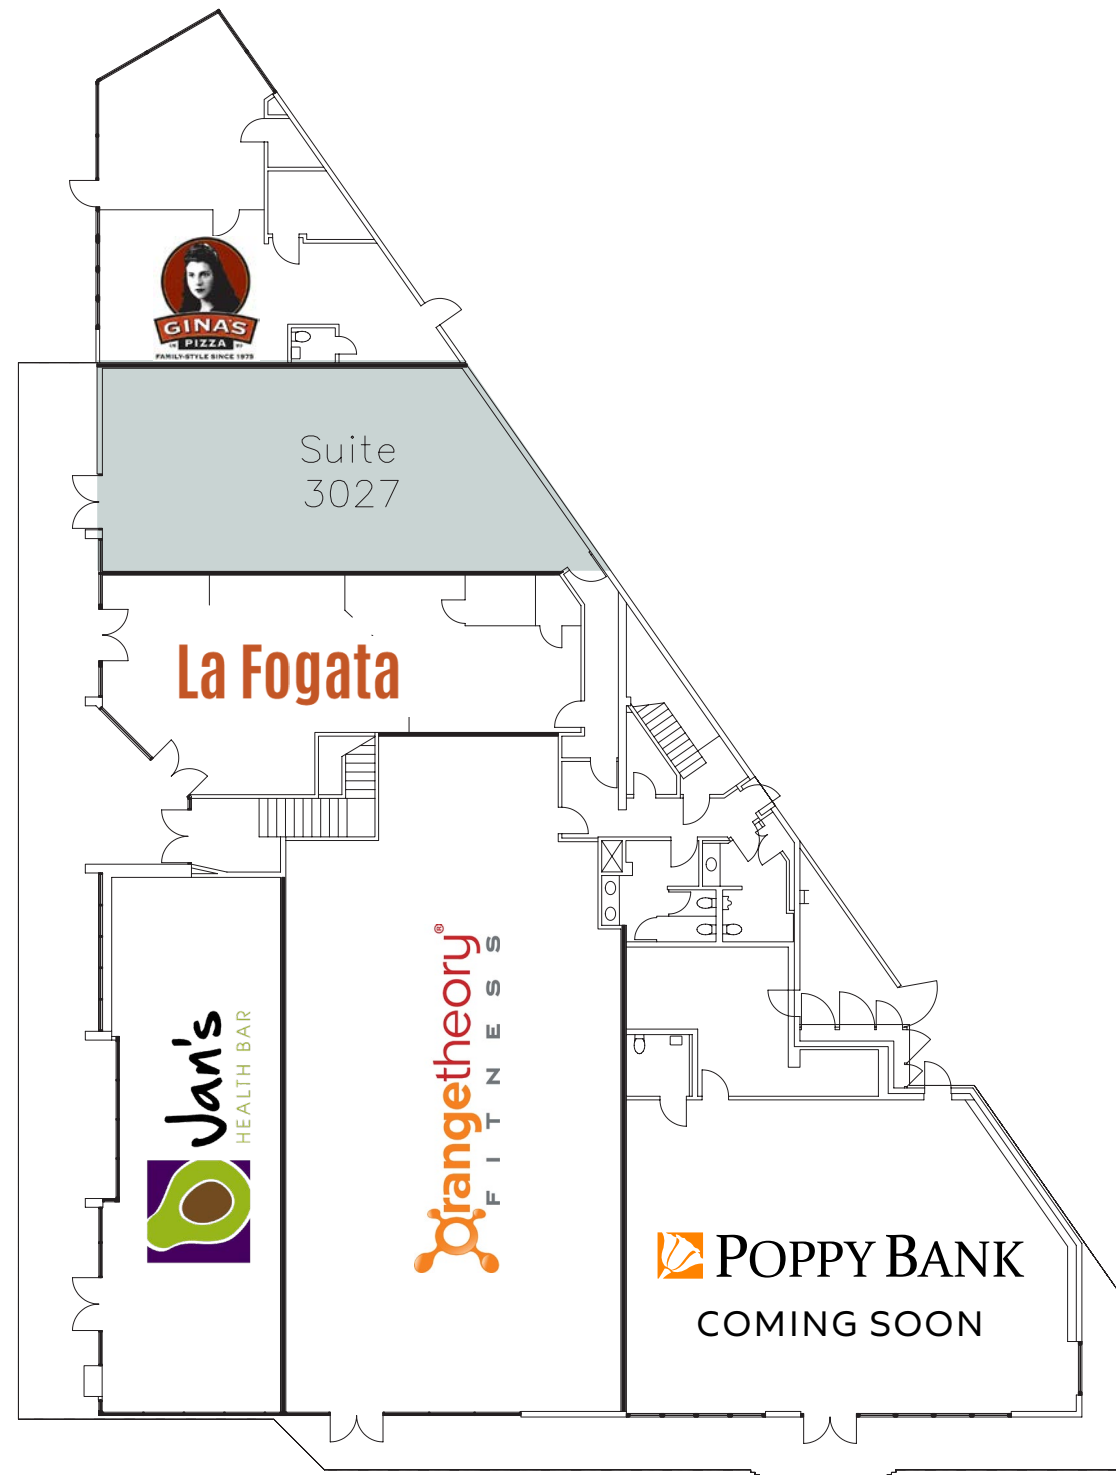 GINA'S
PIZZA
FAMILY-STYLE SINCE 1975
Suite
3027
La Fogata
Jan's
HEALTH BAR
Orangetheory®
FITNESS
POPPY BANK
COMING SOON